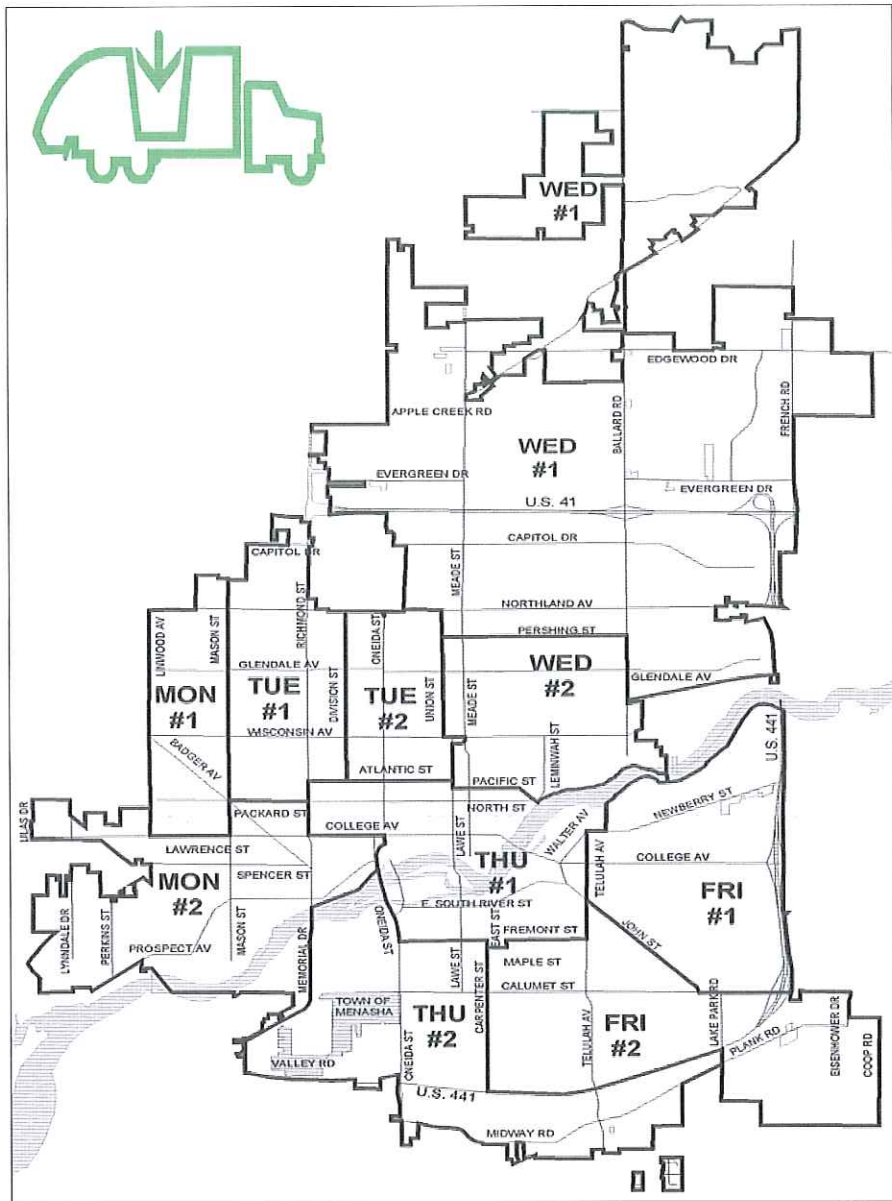 WED
#1
EDGEWOOD DR
BALLARD RD
FRENCH RD
APPLE CREEK RD
WED
#1
EVERGREEN DR
EVERGREEN DR
U.S. 41
CAPITOL DR
CAPITOL DR
MEADE ST
RICHMOND ST
NORTHLAND AV
PERSHING ST
LINWOOD AV
MASON ST
ONEIDA ST
GLENDALE AV
WED
#2
GLENDALE AV
MON
#1
TUE
#1
DIVISION ST
TUE
#2
UNION ST
MEADE ST
WISCONSIN AV
BADGER AV
ATLANTIC ST
LEMINWAH ST
PACIFIC ST
U.S. 441
LILAS DR
PACKARD ST
NORTH ST
NEWBERRY ST
COLLEGE AV
LAWE ST
WALTER AV
LAWRENCE ST
THU
#1
TELULAH AV
COLLEGE AV
MON
#2
SPENCER ST
FRI
#1
E. SOUTH RIVER ST
LYNNDALE DR
PERKINS ST
MASON ST
ONEIDA ST
EAST ST
FREMONT ST
JOHN ST
PROSPECT AV
MEMORIAL DR
LAWE ST
CARPENTER ST
MAPLE ST
CALUMET ST
TOWN OF
MENASHA
THU
#2
FRI
#2
TELULAH AV
LAKE PARK RD
PLANK RD
EISENHOWER DR
COOP RD
ONEIDA ST
VALLEY RD
U.S. 441
MIDWAY RD